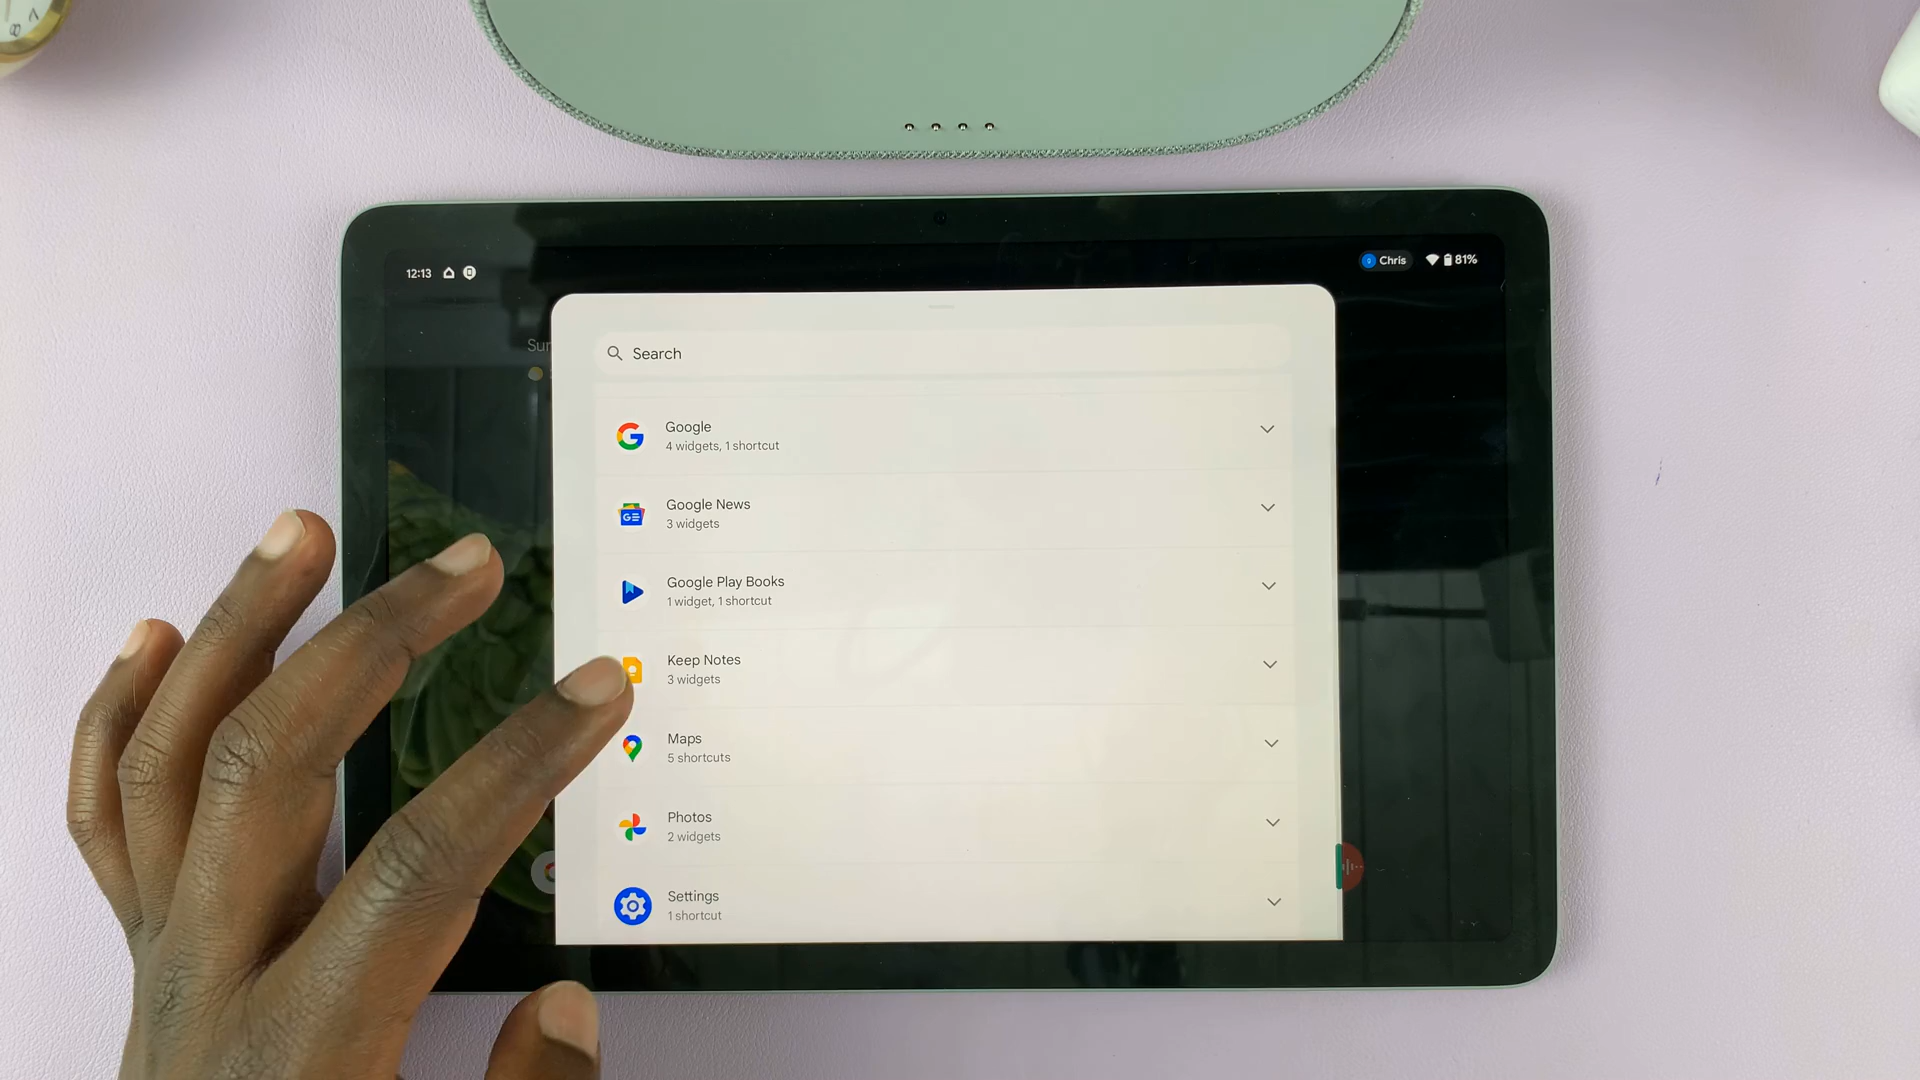 12:13
Chris
81%
Sun
Search
Google
4 widgets, 1 shortcut
Google News
3 widgets
Google Play Books
1 widget, 1 shortcut
Keep Notes
3 widgets
Maps
5 shortcuts
Photos
2 widgets
Settings
1 shortcut